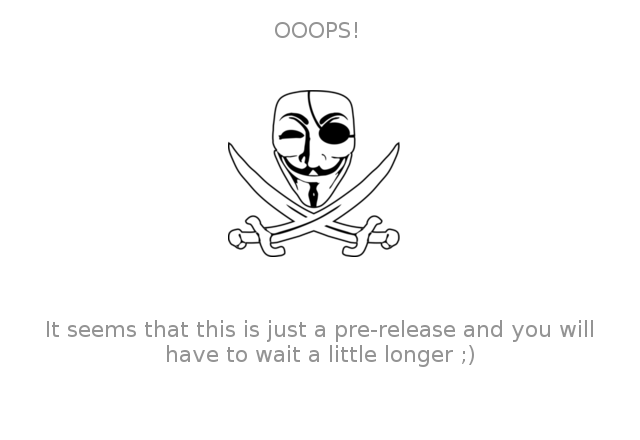 OOOPS!
It seems that this is just a pre-release and you will
have to wait a little longer ;)